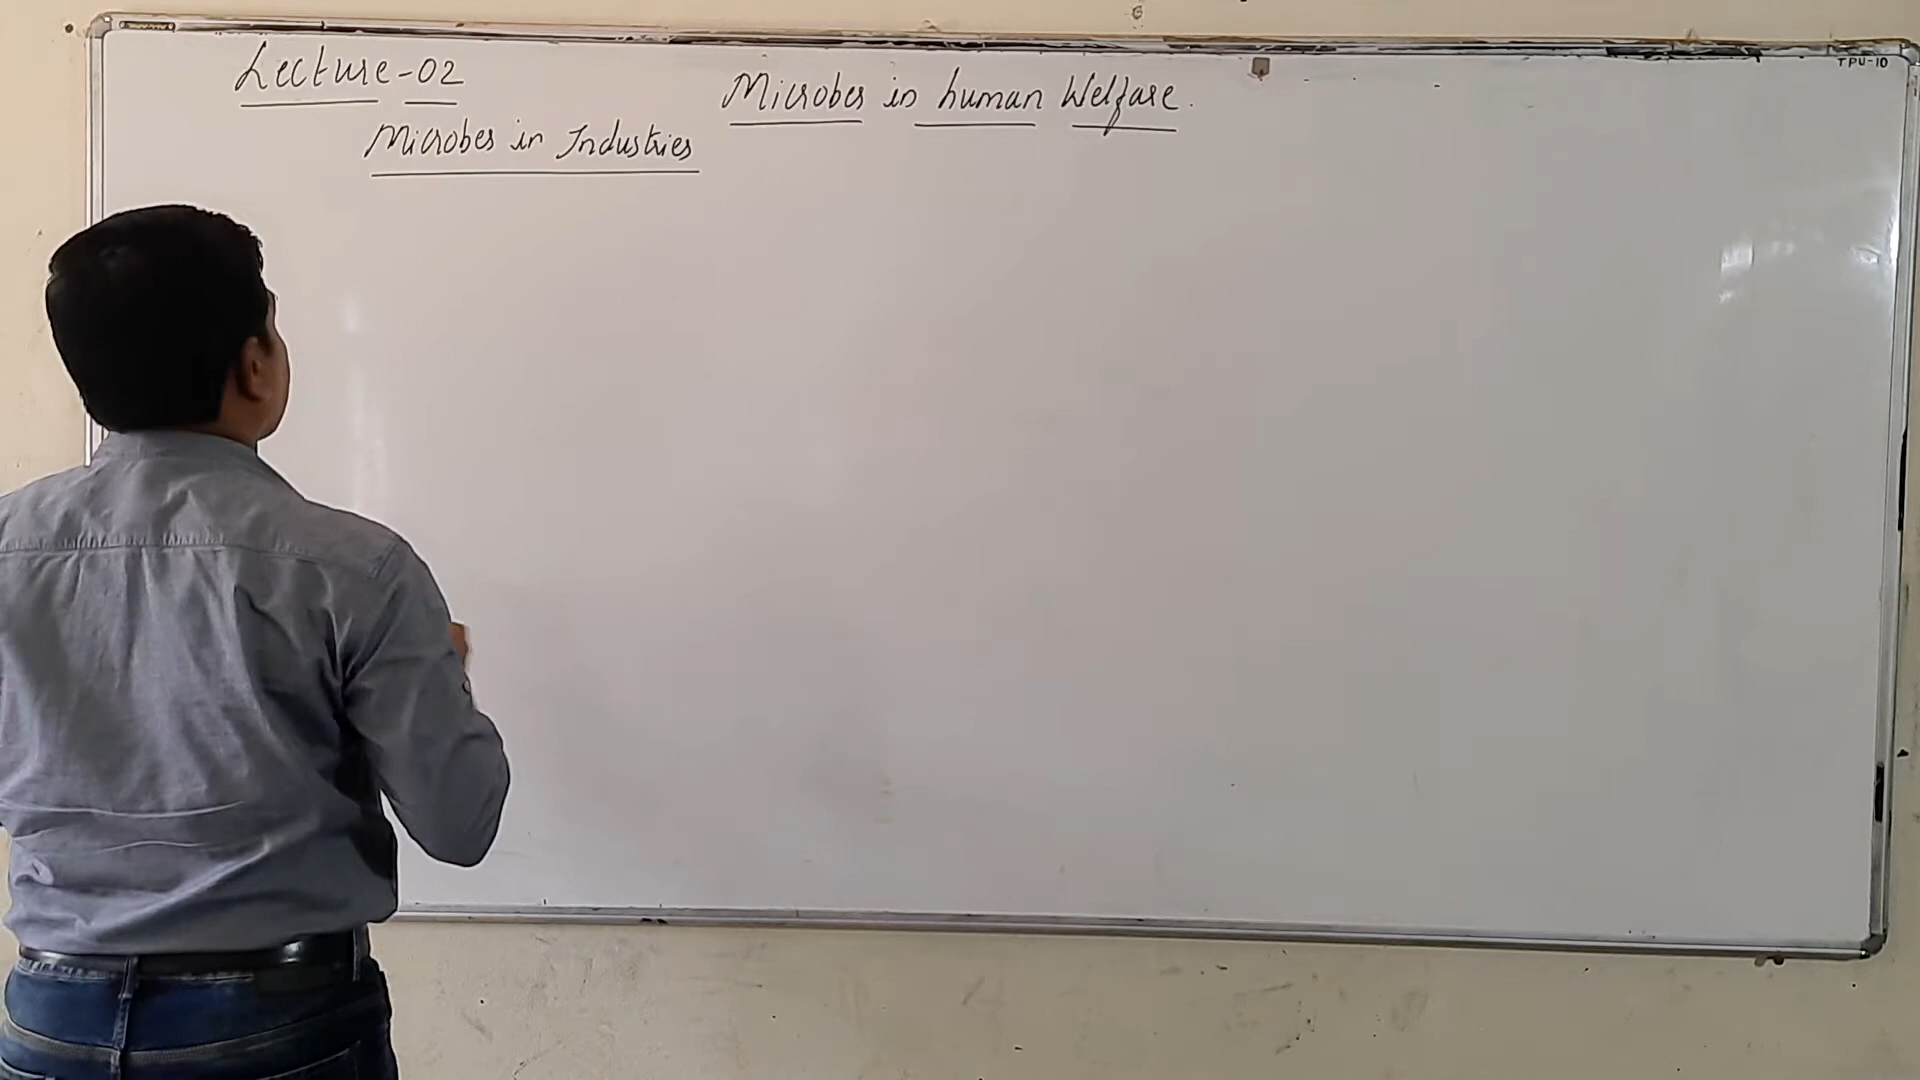 Lecture-02
Microbes in human Welfare.
Microbes in Industries
TPU-10